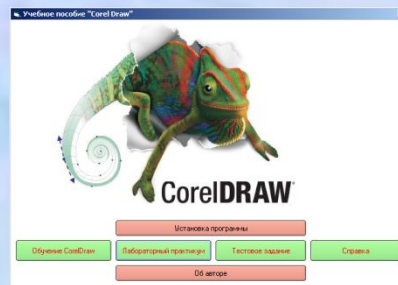 Учебное пособие "Corel Draw"
CorelDRAW
Установка программы
Обучение CorelDraw Лабораторный практикум Тестовое задание Справка
Об авторе